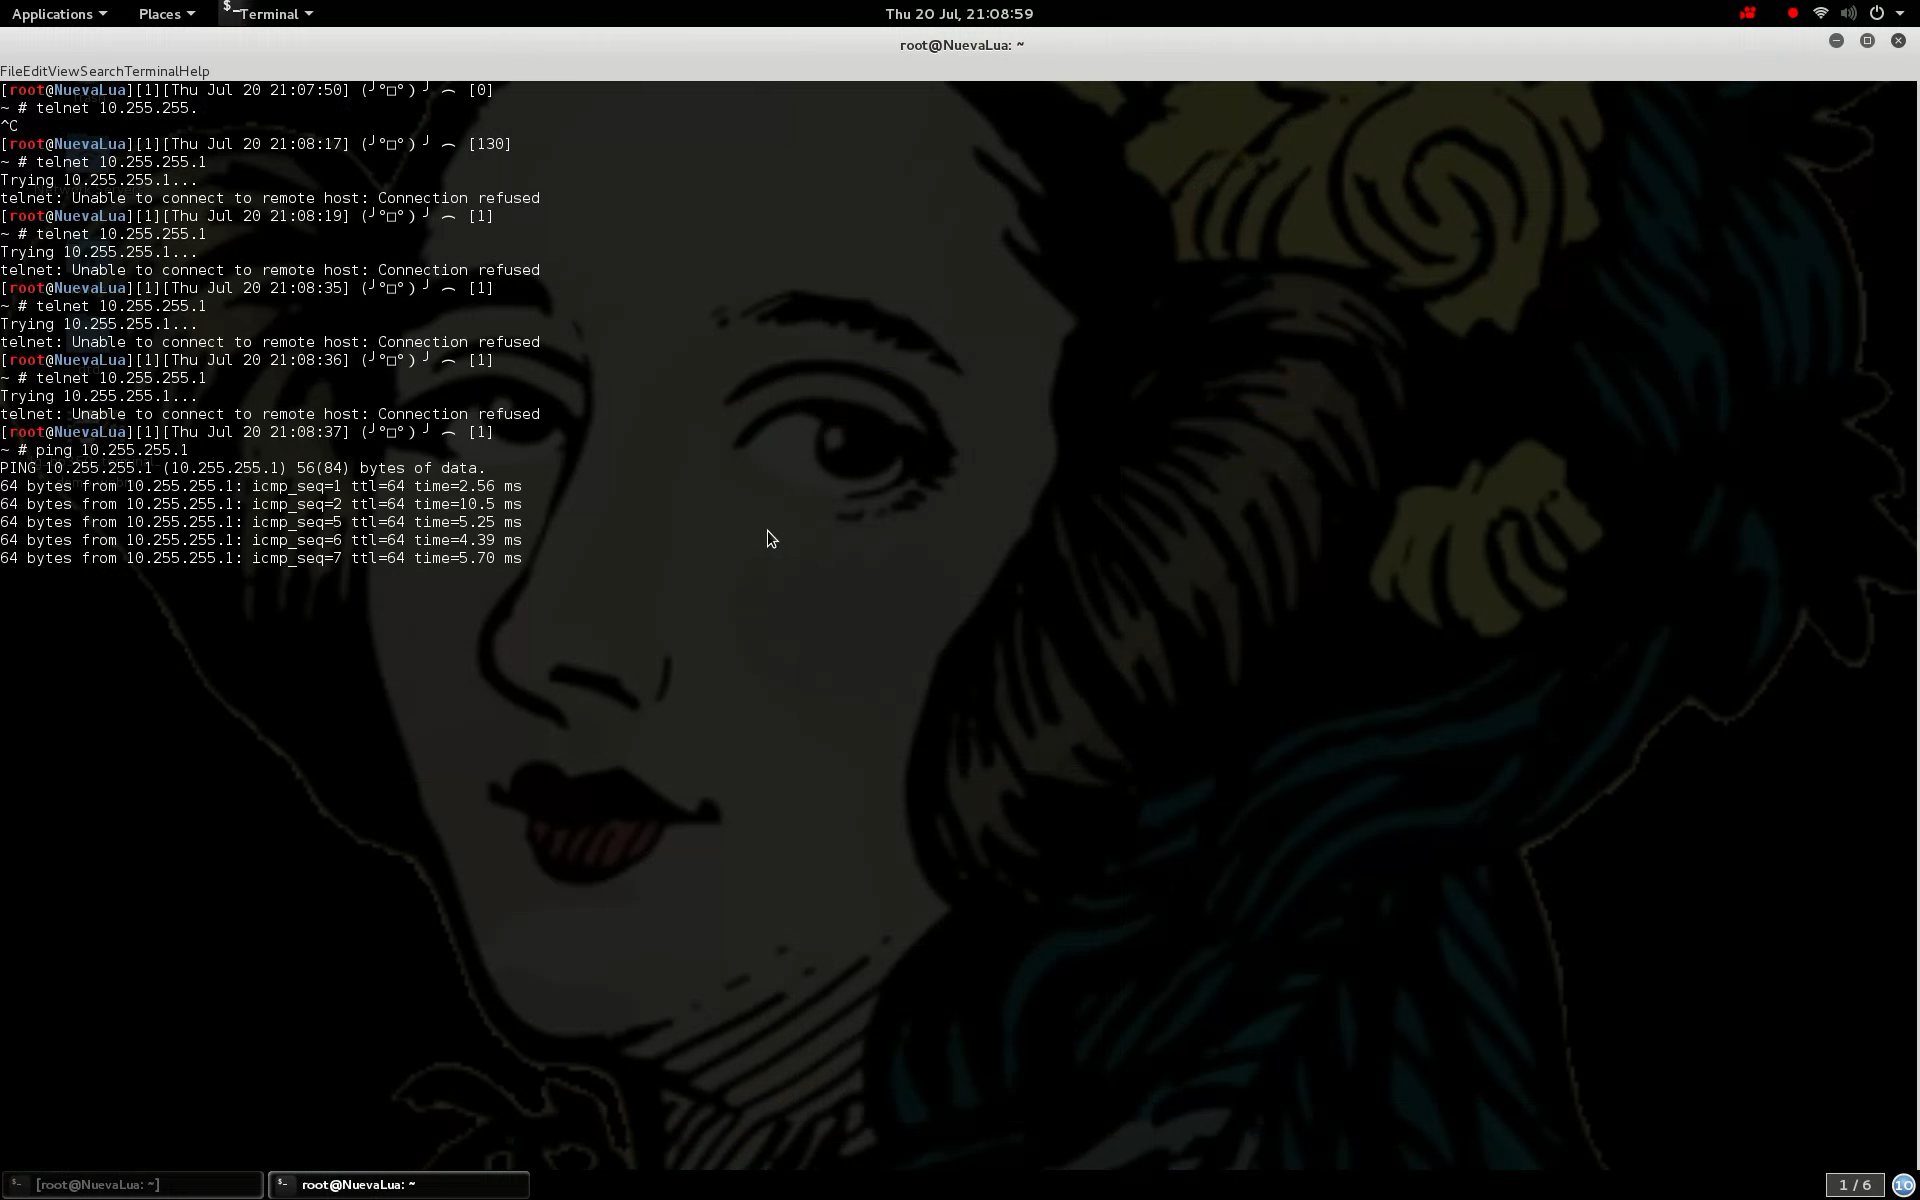 Applications Places $_Terminal Thu 20 Jul, 21:08:59
root@NuevaLua: ~
FileEditViewSearchTerminalHelp
[root@NuevaLua][1][Thu Jul 20 21:07:50] (╯°□°)╯ ⌒ [0]
~ # telnet 10.255.255.
^C
[root@NuevaLua][1][Thu Jul 20 21:08:17] (╯°□°)╯ ⌒ [130]
~ # telnet 10.255.255.1
Trying 10.255.255.1...
telnet: Unable to connect to remote host: Connection refused
[root@NuevaLua][1][Thu Jul 20 21:08:19] (╯°□°)╯ ⌒ [1]
~ # telnet 10.255.255.1
Trying 10.255.255.1...
telnet: Unable to connect to remote host: Connection refused
[root@NuevaLua][1][Thu Jul 20 21:08:35] (╯°□°)╯ ⌒ [1]
~ # telnet 10.255.255.1
Trying 10.255.255.1...
telnet: Unable to connect to remote host: Connection refused
[root@NuevaLua][1][Thu Jul 20 21:08:36] (╯°□°)╯ ⌒ [1]
~ # telnet 10.255.255.1
Trying 10.255.255.1...
telnet: Unable to connect to remote host: Connection refused
[root@NuevaLua][1][Thu Jul 20 21:08:37] (╯°□°)╯ ⌒ [1]
~ # ping 10.255.255.1
PING 10.255.255.1 (10.255.255.1) 56(84) bytes of data.
64 bytes from 10.255.255.1: icmp_seq=1 ttl=64 time=2.56 ms
64 bytes from 10.255.255.1: icmp_seq=2 ttl=64 time=10.5 ms
64 bytes from 10.255.255.1: icmp_seq=5 ttl=64 time=5.25 ms
64 bytes from 10.255.255.1: icmp_seq=6 ttl=64 time=4.39 ms
64 bytes from 10.255.255.1: icmp_seq=7 ttl=64 time=5.70 ms
[root@NuevaLua: ~] root@NuevaLua: ~ 1 / 6 10